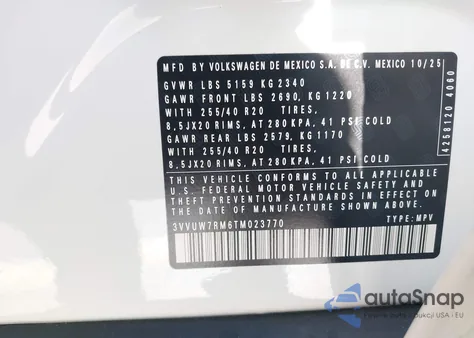 MFD BY VOLKSWAGEN DE MEXICO S.A. DE C.V. MEXICO 10/25
GVWR LBS 5159 KG 2340
GAWR FRONT LBS 2690, KG 1220
WITH 255/40 R20 TIRES,
8,5JX20 RIMS, AT 280 KPA, 41 PSI COLD
GAWR REAR LBS 2579, KG 1170
WITH 255/40 R20 TIRES,
8,5JX20 RIMS, AT 280 KPA, 41 PSI COLD
THIS VEHICLE CONFORMS TO ALL APPLICABLE
U.S. FEDERAL MOTOR VEHICLE SAFETY AND
THEFT PREVENTION STANDARDS IN EFFECT
ON THE DATE OF MANUFACTURE SHOWN ABOVE.
3VVUW7RM6TM023770
TYPE: MPV
4258120 4060
autoSnap
USA i EU